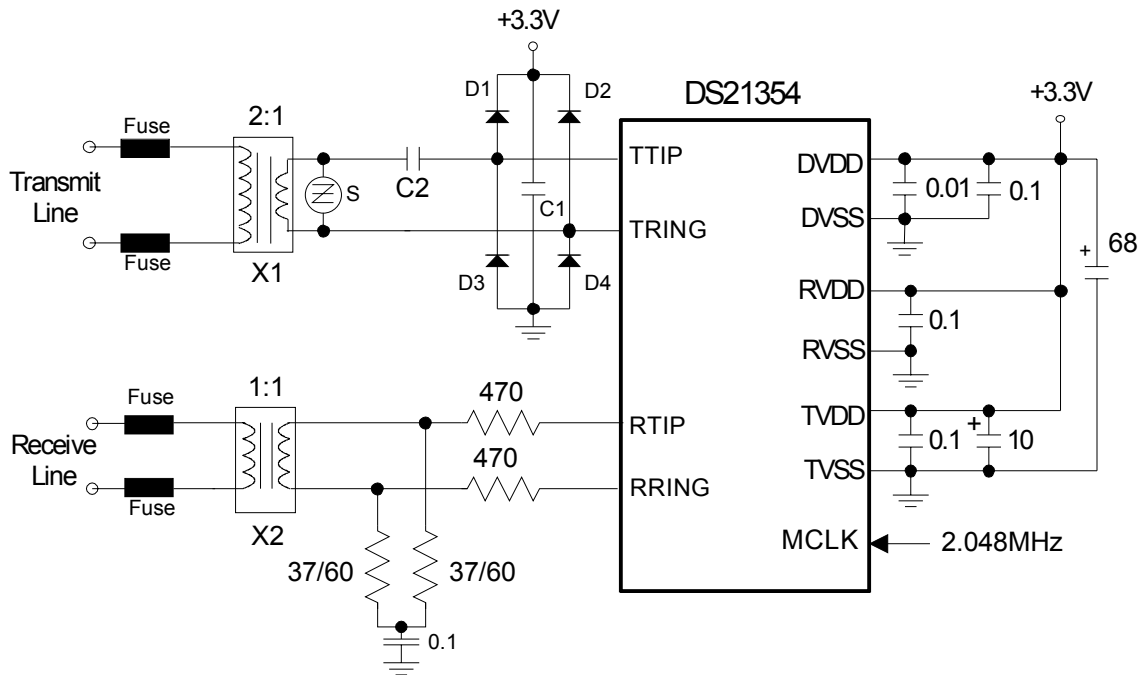 +3.3V
D1
D2
DS21354
+3.3V
2:1
Fuse
TTIP
DVDD
Transmit
Line
S
C2
C1
0.01
0.1
TRING
DVSS
Fuse
X1
D3
D4
+
68
RVDD
0.1
RVSS
1:1
470
Fuse
RTIP
TVDD
Receive
Line
470
0.1
+
10
RRING
TVSS
Fuse
X2
MCLK
2.048MHz
37/60
37/60
0.1